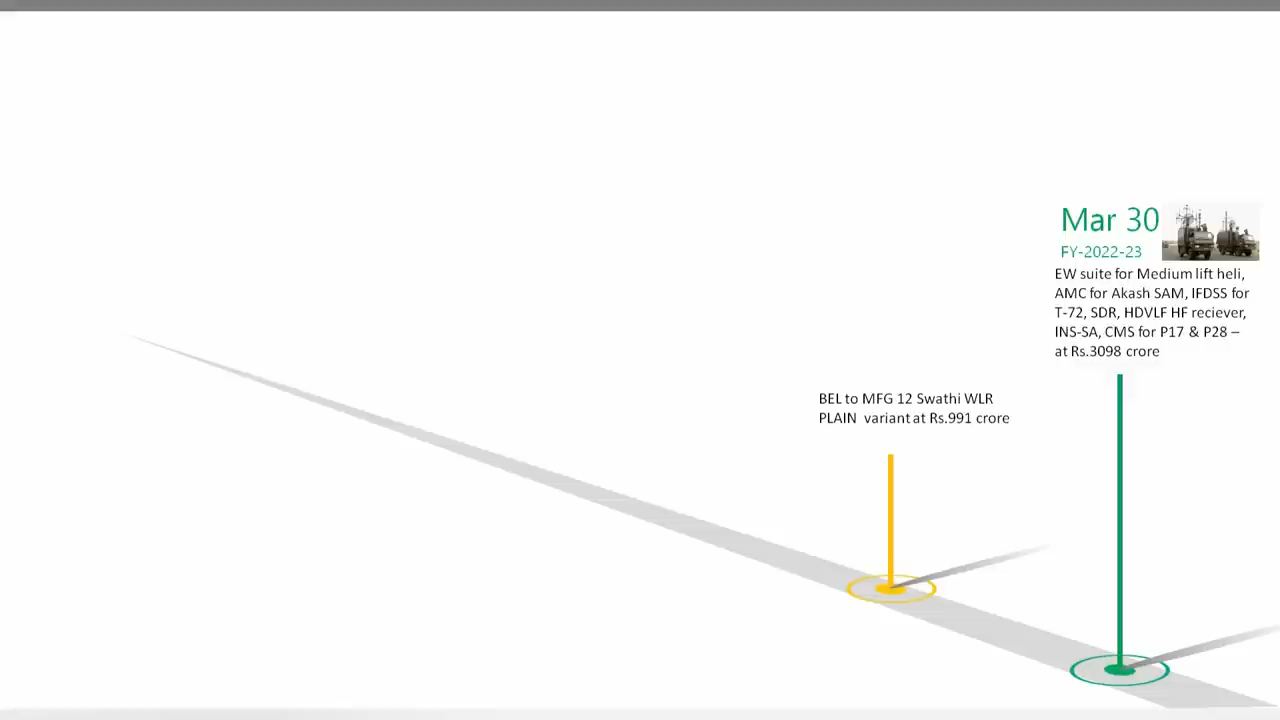 Mar 30
FY-2022-23
EW suite for Medium lift heli,
AMC for Akash SAM, IFDSS for
T-72, SDR, HDVLF HF reciever,
INS-SA, CMS for P17 & P28 –
at Rs.3098 crore
BEL to MFG 12 Swathi WLR
PLAIN variant at Rs.991 crore